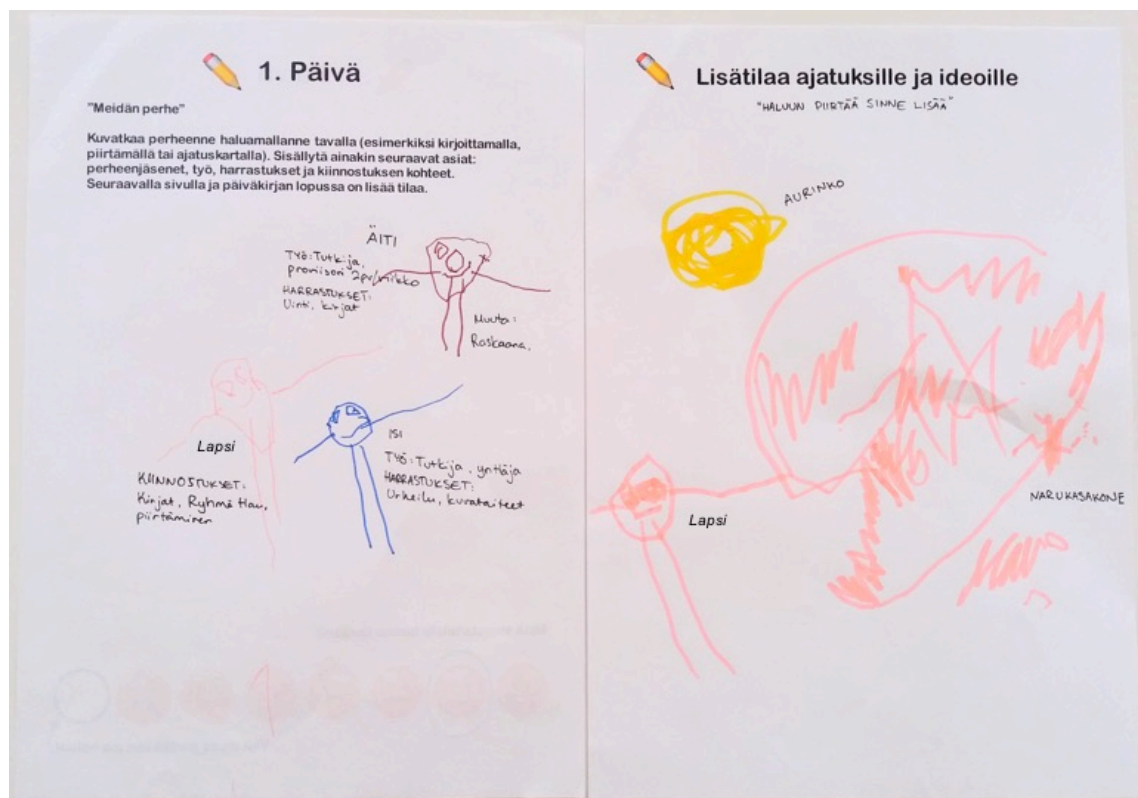 1. Päivä
"Meidän perhe"
Kuvatkaa perheenne haluamallanne tavalla (esimerkiksi kirjoittamalla,
piirtämällä tai ajatuskartalla). Sisällytä ainakin seuraavat asiat:
perheenjäsenet, työ, harrastukset ja kiinnostuksen kohteet.
Seuraavalla sivulla ja päiväkirjan lopussa on lisää tilaa.
ÄITI
TYÖ: Tutkija,
proviisori 2pv/viikko
HARRASTUKSET:
Uinti, kirjat
Muuta:
Raskaana.
Lapsi
KIINNOSTUKSET:
Kirjat, Ryhmä Hau,
piirtäminen
ISI
TYÖ: Tutkija, yrittäjä
HARRASTUKSET:
Urheilu, kuvataiteet
Lisätilaa ajatuksille ja ideoille
"HALUUN PIIRTÄÄ SINNE LISÄÄ"
AURINKO
Lapsi
NARUKASAKONE